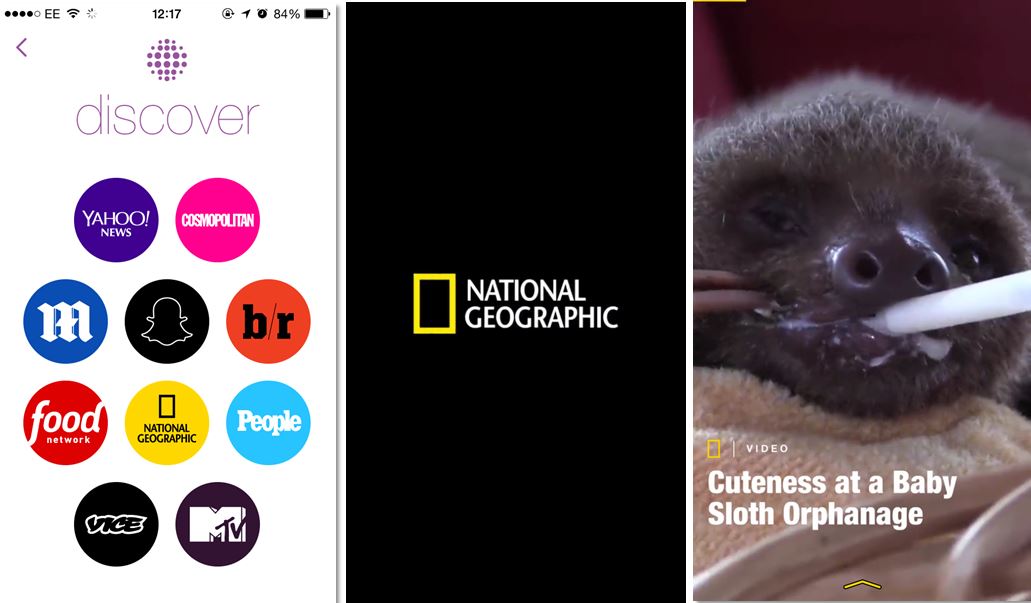 EE 12:17 84%
discover
YAHOO!
NEWS
COSMOPOLITAN
m
b/r
food
network
NATIONAL
GEOGRAPHIC
People
VICE
MTV
NATIONAL
GEOGRAPHIC
VIDEO
Cuteness at a Baby
Sloth Orphanage